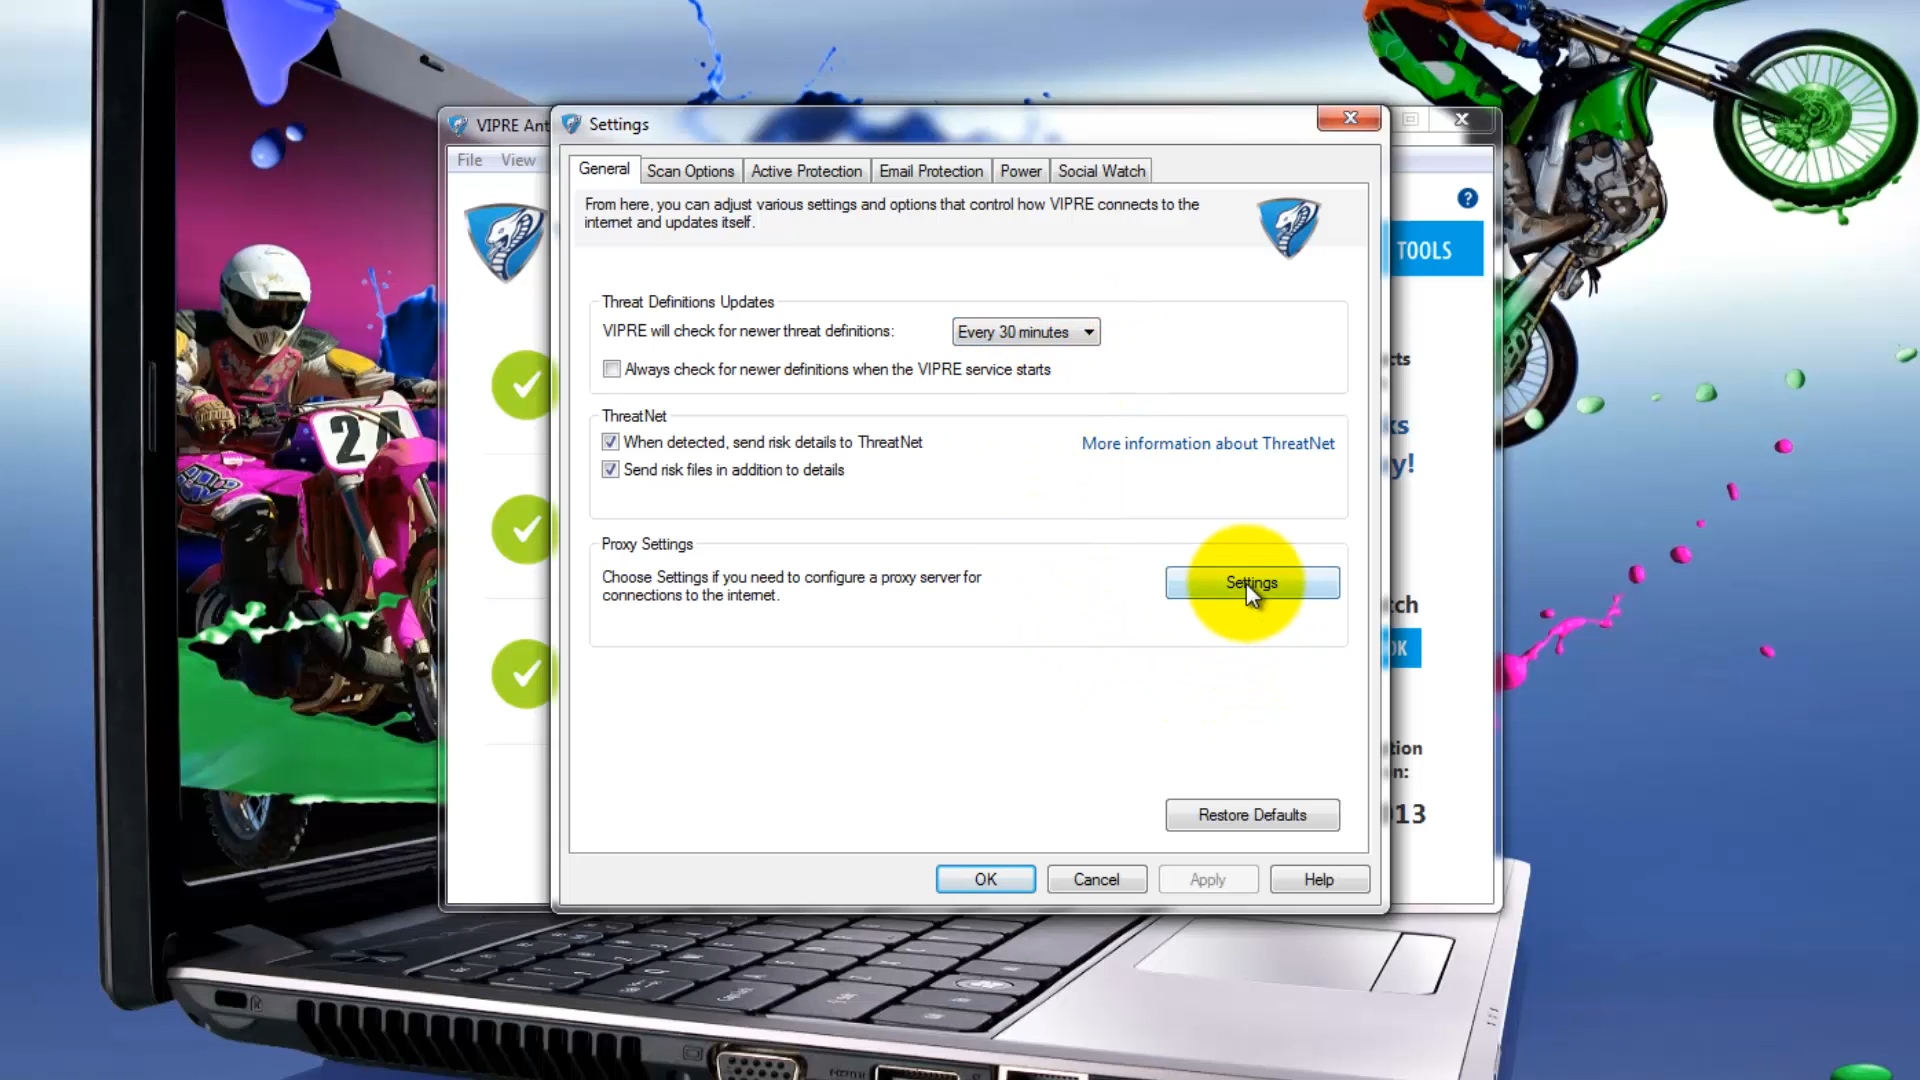 VIPRE Ant
File View
Settings
General Scan Options Active Protection Email Protection Power Social Watch
From here, you can adjust various settings and options that control how VIPRE connects to the
internet and updates itself.
TOOLS
Threat Definitions Updates
VIPRE will check for newer threat definitions: Every 30 minutes
Always check for newer definitions when the VIPRE service starts
ThreatNet
When detected, send risk details to ThreatNet More information about ThreatNet
Send risk files in addition to details
Proxy Settings
Choose Settings if you need to configure a proxy server for
connections to the internet.
Settings
Restore Defaults
OK Cancel Apply Help
?
cts
ks
y!
tch
OK
tion
n:
13